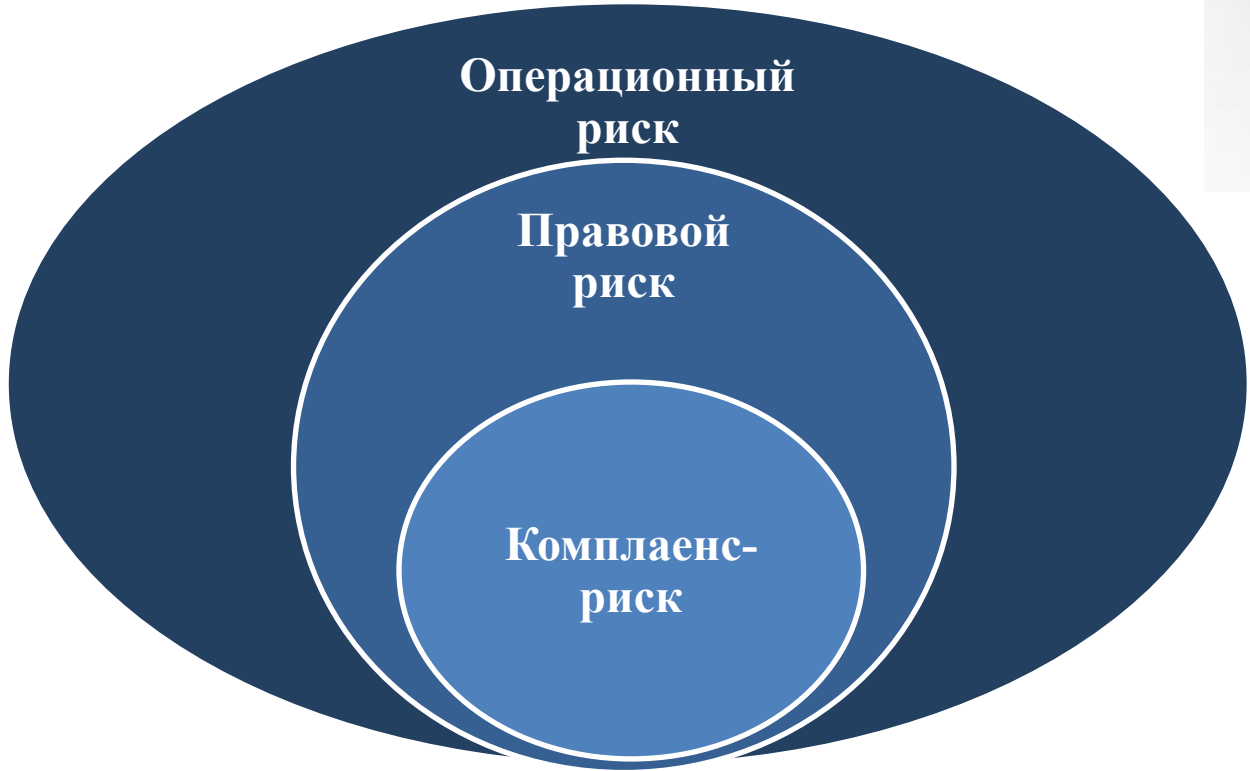 Операционный
риск
Правовой
риск
Комплаенс-
риск